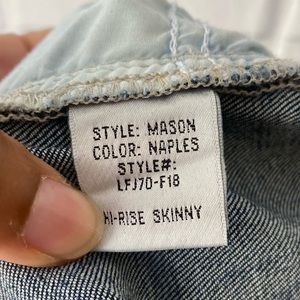 STYLE: MASON
COLOR: NAPLES
STYLE#:
LFJ70-F18
HI-RISE SKINNY